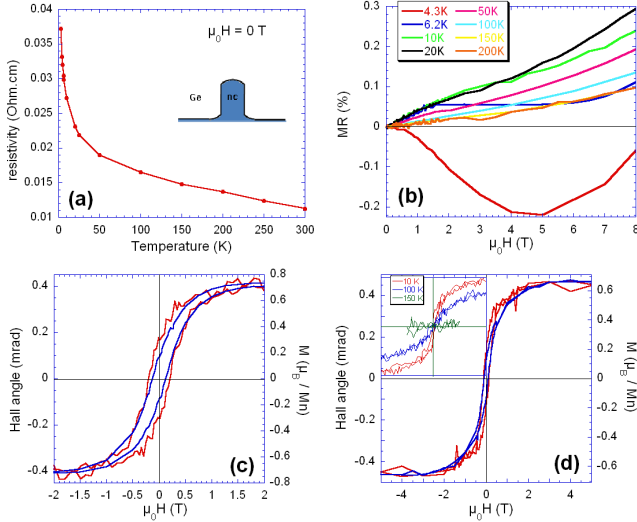 0.04
0.035
0.03
0.025
0.02
0.015
0.01
resistivity (Ohm.cm)
μ₀H = 0 T
Ge
nc
(a)
0
50
100
150
200
250
300
Temperature (K)
0.3
0.2
0.1
0
-0.1
-0.2
MR (%)
4.3K
6.2K
10K
20K
50K
100K
150K
200K
(b)
0
1
2
3
4
5
6
7
8
μ₀H (T)
0.4
0.2
0
-0.2
-0.4
Hall angle (mrad)
(c)
0.8
0.6
0.4
0.2
0
0.2
0.4
0.6
0.8
M (μB / Mn)
-2
-1.5
-1
-0.5
0.0
0.5
1
1.5
2
μ₀H (T)
0.4
0.2
0
-0.2
-0.4
Hall angle (mrad)
10 K
100 K
150 K
(d)
0.6
0.4
0.2
0
0.2
0.4
0.6
M (μB / Mn)
-4
-2
0
2
4
μ₀H (T)